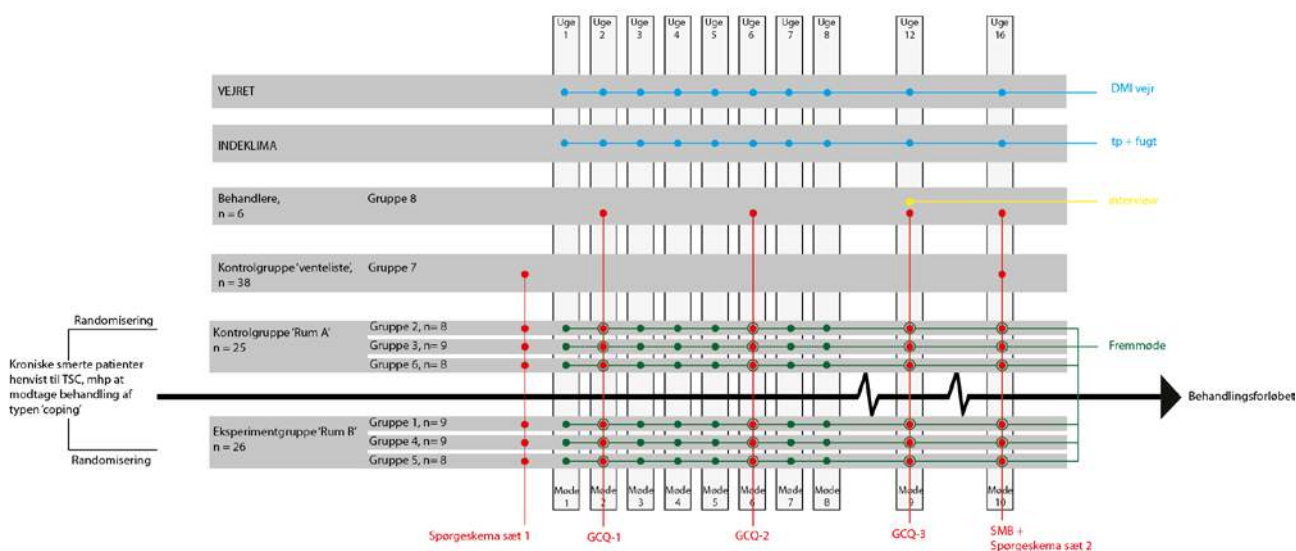 Uge
1
Uge
2
Uge
3
Uge
4
Uge
5
Uge
6
Uge
7
Uge
8
Uge
12
Uge
16
VEJRET
DMI vejr
INDEKLIMA
tp + fugt
Behandlere,
n = 6
Gruppe 8
interviour
Kontrolgruppe 'venteliste',
n = 38
Gruppe 7
Randomisering
Kontrolgruppe 'Rum A'
n = 25
Gruppe 2, n= 8
Gruppe 3, n= 9
Gruppe 6, n= 8
Fremmøde
Kroniske smerte patienter
henvist til TSC, mhp at
modtage behandling af
typen 'coping'
Behandlingsforløbet
Eksperimentgruppe 'Rum B'
n = 26
Gruppe 1, n= 9
Gruppe 4, n= 9
Gruppe 5, n= 8
Randomisering
Møde
1
Møde
2
Møde
3
Møde
4
Møde
5
Møde
6
Møde
7
Møde
8
Møde
9
Møde
10
Spørgeskema sæt 1
GCQ-1
GCQ-2
GCQ-3
SMB +
Spørgeskema sæt 2